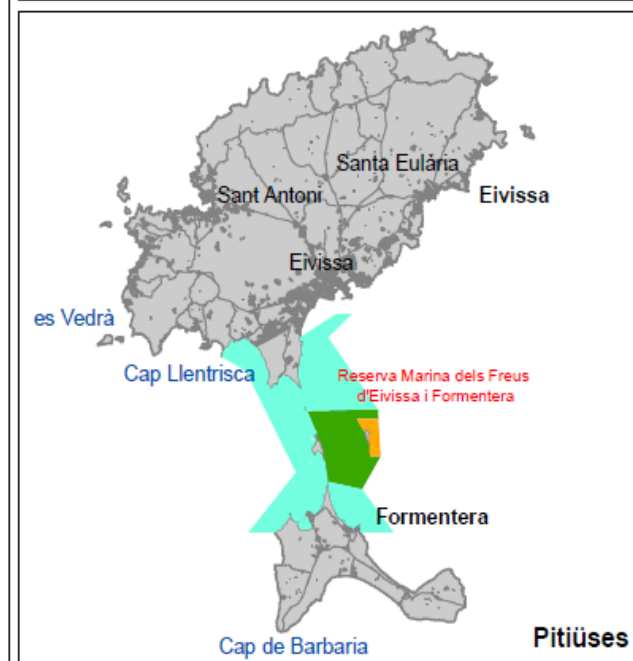 Santa Eulària
Sant Antoni
Eivissa
Eivissa
es Vedrà
Cap Llentrisca
Reserva Marina dels Freus
d'Eivissa i Formentera
Formentera
Cap de Barbaria
Pitiüses